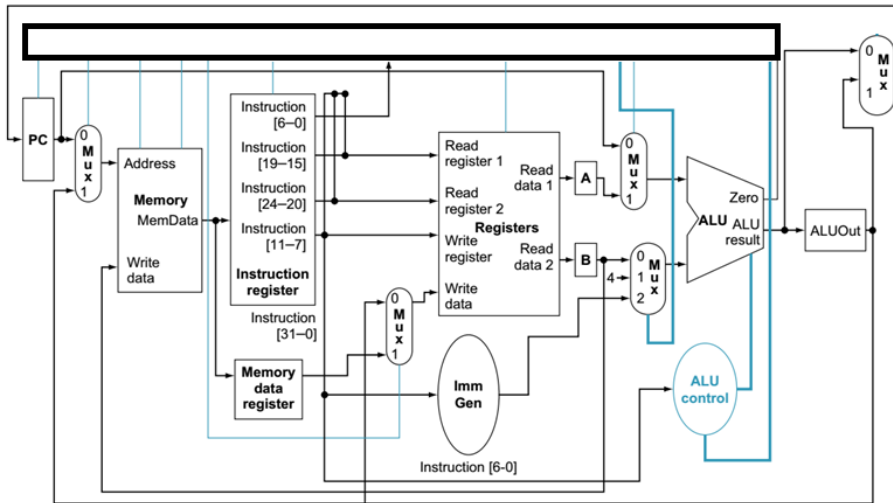 PC
0
M
u
x
1
Address
Memory
MemData
Write
data
Instruction
[6–0]
Instruction
[19–15]
Instruction
[24–20]
Instruction
[11–7]
Instruction
register
Instruction
[31–0]
Memory
data
register
0
M
u
x
1
Read
register 1
Read
register 2
Write
register
Write
data
Registers
Read
data 1
Read
data 2
Imm
Gen
Instruction [6-0]
A
B
0
M
u
x
1
0
4
1
2
M
u
x
ALU
Zero
ALU
result
ALU
control
ALUOut
0
M
u
x
1